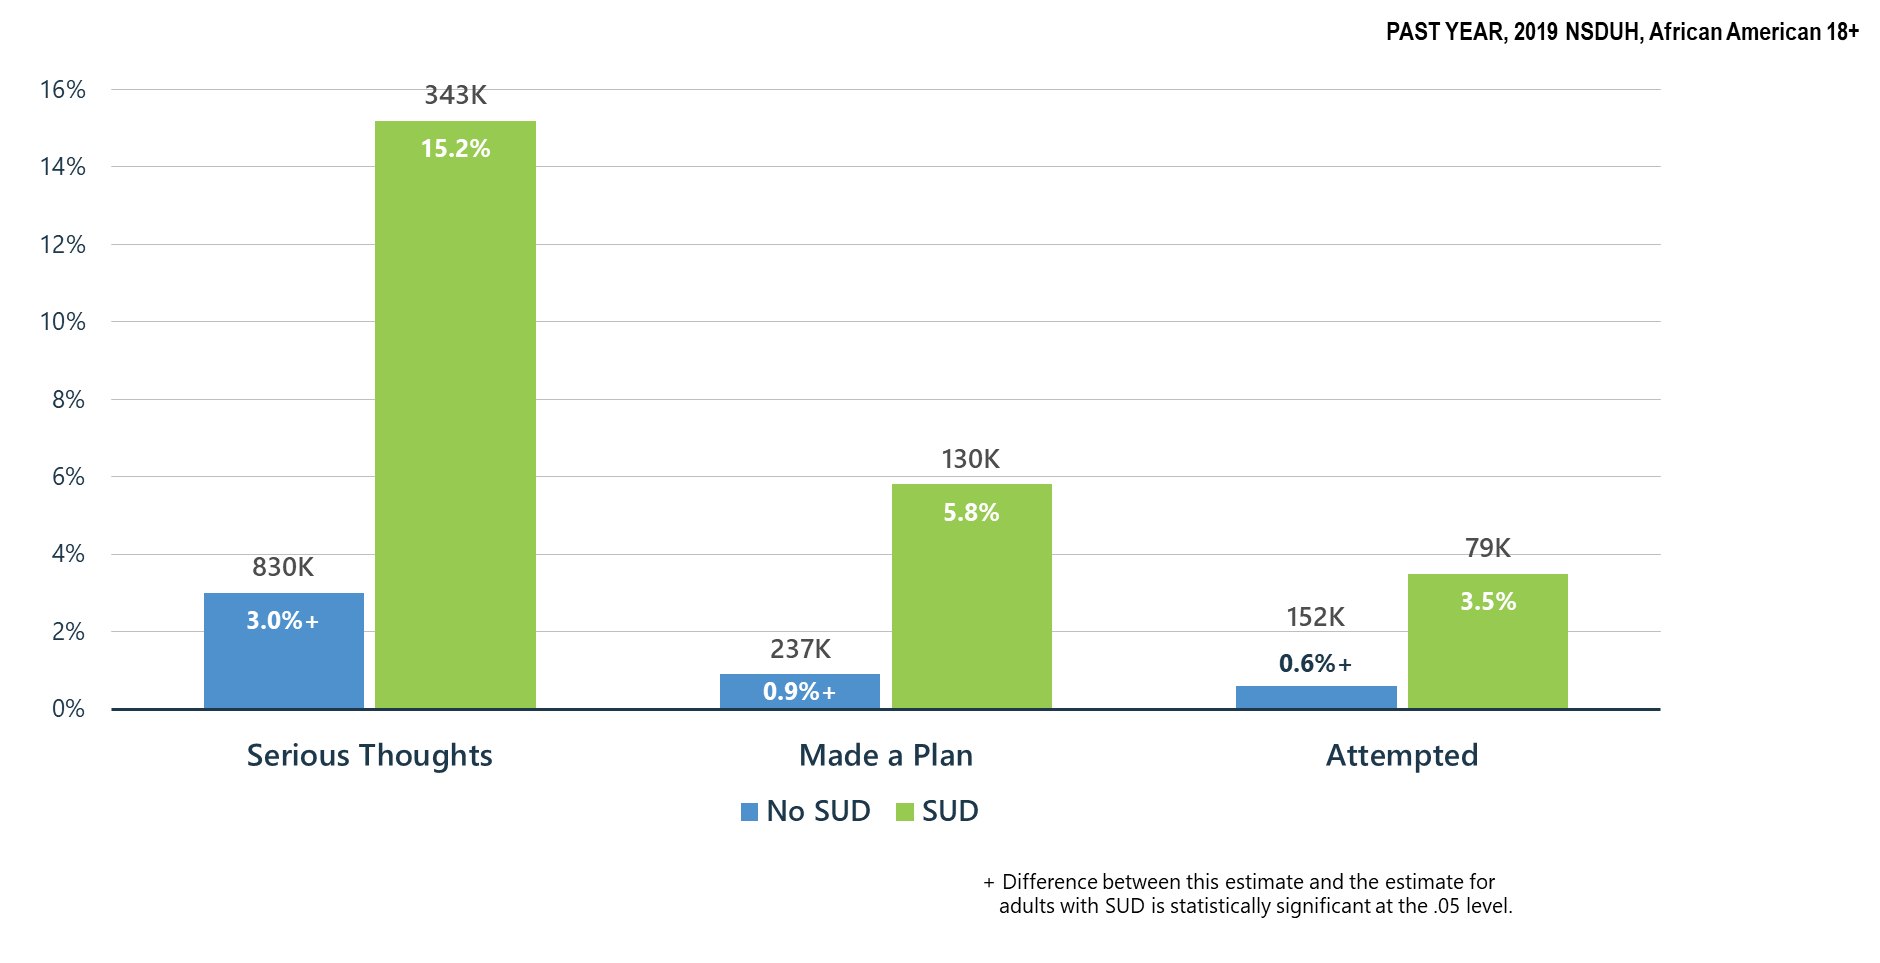 PAST YEAR, 2019 NSDUH, African American 18+
16%
14%
12%
10%
8%
6%
4%
2%
0%
343K
15.2%
830K
3.0%+
130K
5.8%
237K
0.9%+
79K
3.5%
152K
0.6%+
Serious Thoughts
Made a Plan
Attempted
No SUD
SUD
+ Difference between this estimate and the estimate for
adults with SUD is statistically significant at the .05 level.